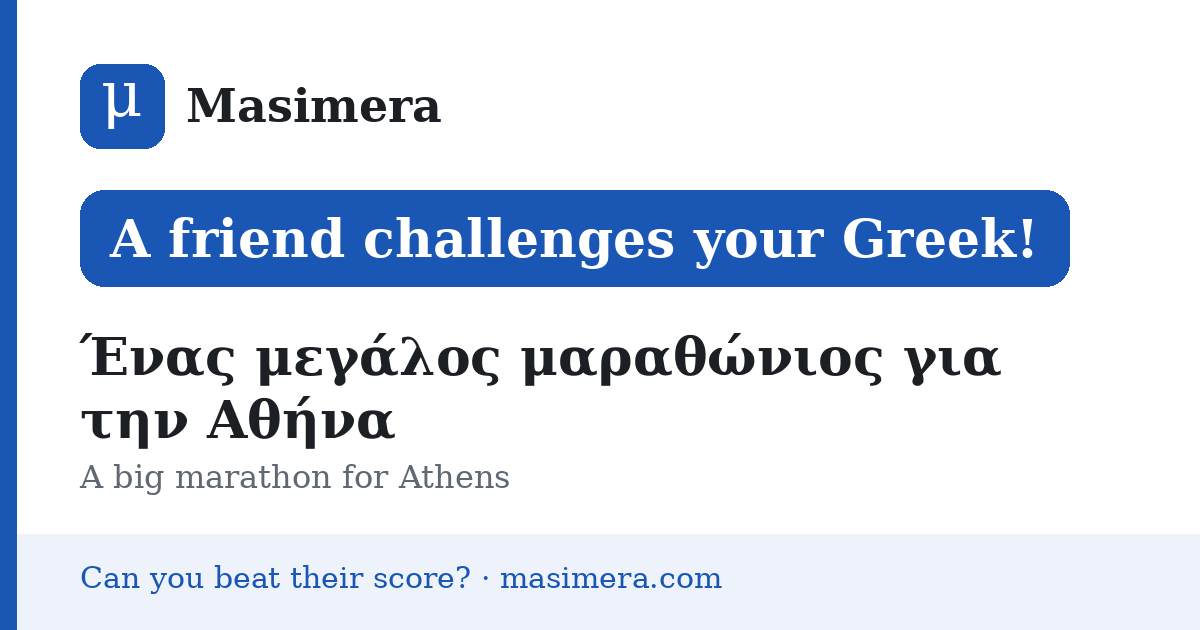 μ Masimera
A friend challenges your Greek!
Ένας μεγάλος μαραθώνιος για
την Αθήνα
A big marathon for Athens
Can you beat their score? · masimera.com